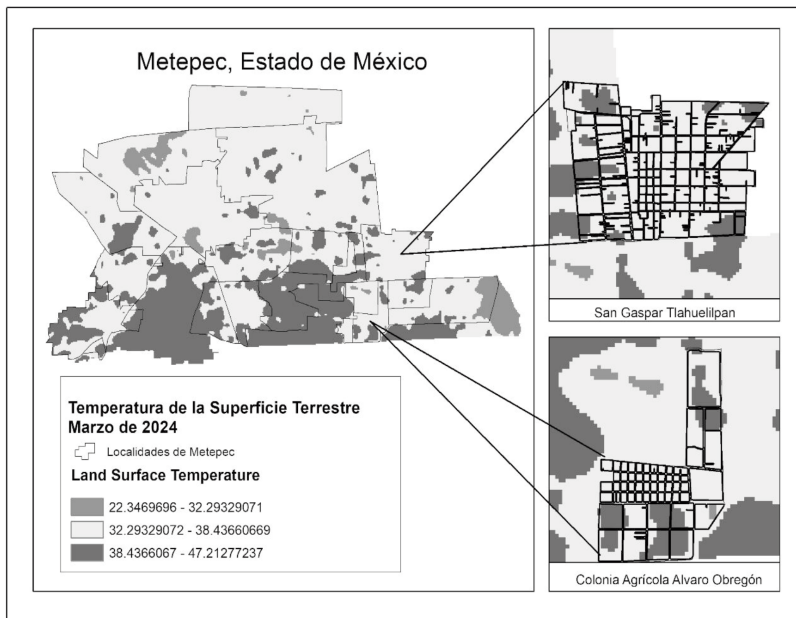 Metepec, Estado de México
Temperatura de la Superficie Terrestre
Marzo de 2024
Localidades de Metepec
Land Surface Temperature
22.3469696 - 32.29329071
32.29329072 - 38.43660669
38.4366067 - 47.21277237
San Gaspar Tlahuelilpan
Colonia Agrícola Alvaro Obregón